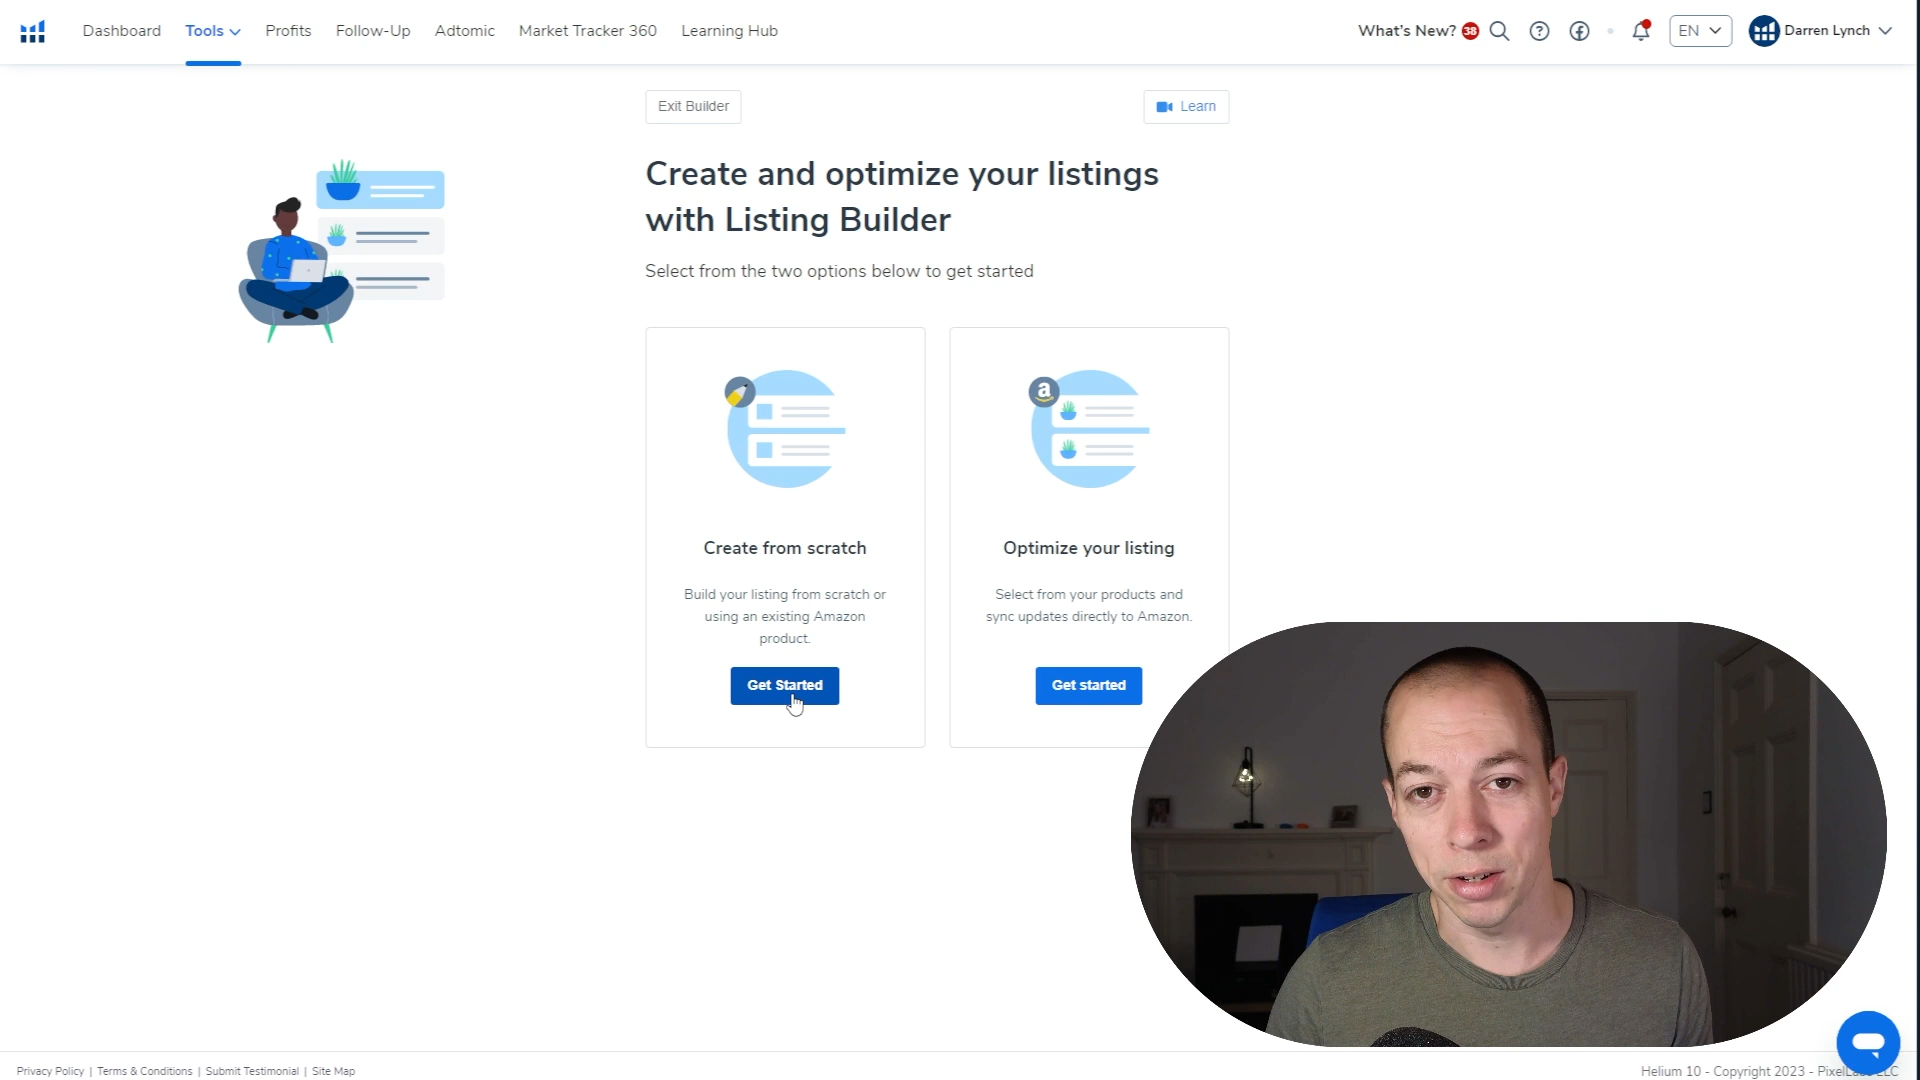 Dashboard
Tools
Profits
Follow-Up
Adtomic
Market Tracker 360
Learning Hub
What's New? 38
EN
Darren Lynch
Exit Builder
Learn
Create and optimize your listings
with Listing Builder
Select from the two options below to get started
a
Create from scratch
Build your listing from scratch or
using an existing Amazon
product.
Get Started
Optimize your listing
Select from your products and
sync updates directly to Amazon.
Get started
Privacy Policy | Terms & Conditions | Submit Testimonial | Site Map
Helium 10 - Copyright 2023 -